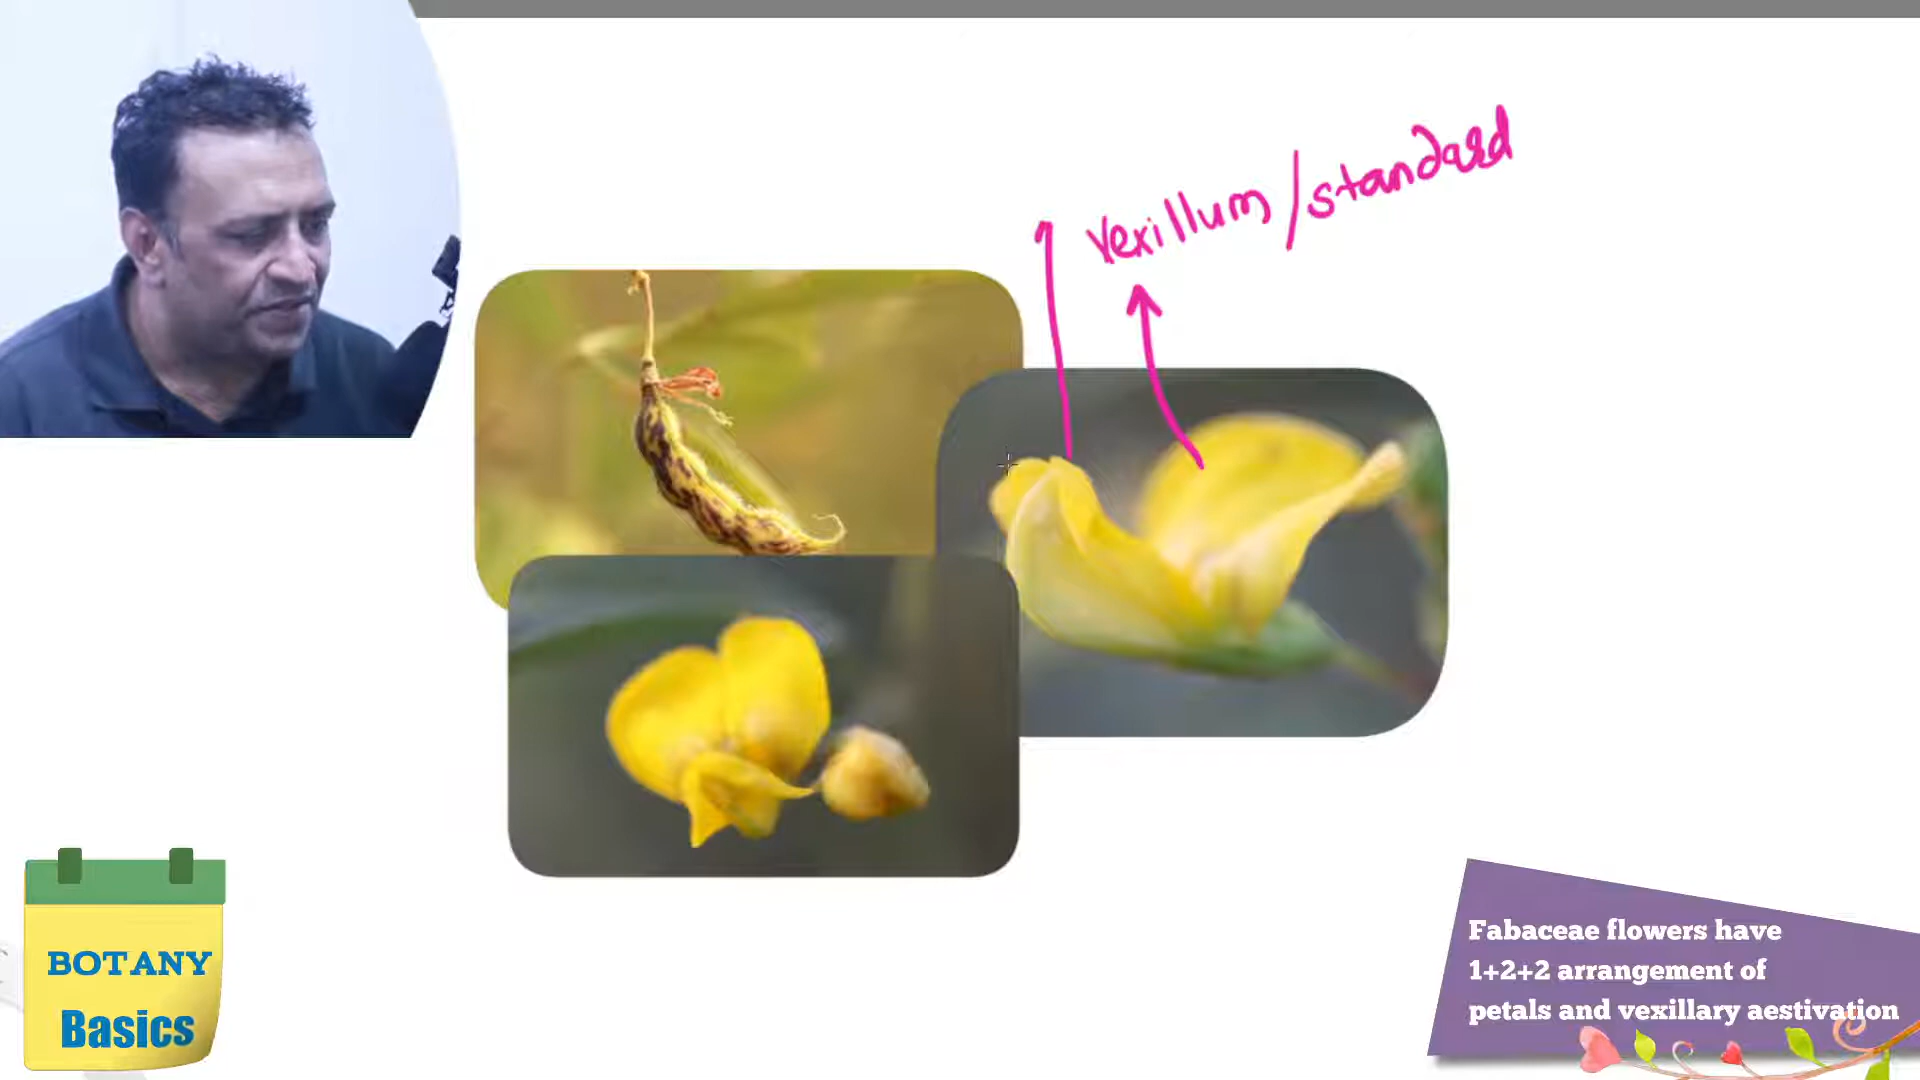 vexillum/standard
BOTANY
Basics
Fabaceae flowers have
1+2+2 arrangement of
petals and vexillary aestivation